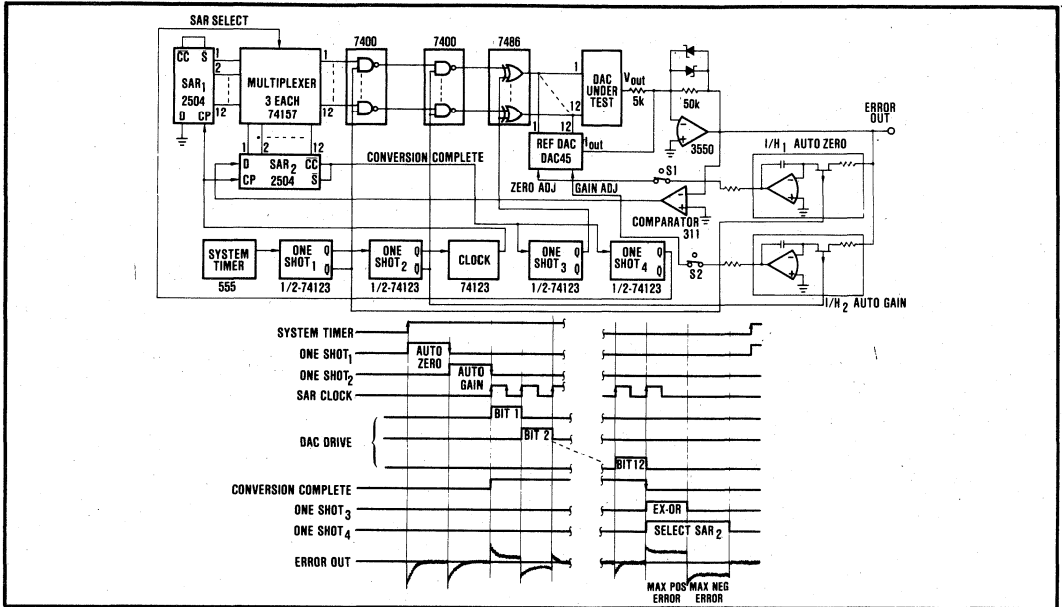 SAR SELECT
7400
7400
7486
CC S
SAR1
2504
D CP
1
2
12
MULTIPLEXER
3 EACH
74157
1
12
1
12
DAC
UNDER
TEST
Vout
5k
50k
3550
ERROR
OUT
1 2 12
D SAR2 CC
CP 2504 S
CONVERSION COMPLETE
1 12
REF DAC
DAC45
Iout
ZERO ADJ
GAIN ADJ
S1
I/H1 AUTO ZERO
COMPARATOR
311
S2
I/H2 AUTO GAIN
SYSTEM
TIMER
555
ONE
SHOT1
Q
Q
1/2-74123
ONE
SHOT2
Q
Q
1/2-74123
CLOCK
74123
ONE
SHOT3
Q
Q
1/2-74123
ONE
SHOT4
Q
Q
1/2-74123
SYSTEM TIMER
ONE SHOT1
AUTO
ZERO
ONE SHOT2
AUTO
GAIN
SAR CLOCK
DAC DRIVE
BIT 1
BIT 2
BIT 12
CONVERSION COMPLETE
ONE SHOT3
EX-OR
ONE SHOT4
SELECT SAR2
ERROR OUT
MAX POS
ERROR
MAX NEG
ERROR